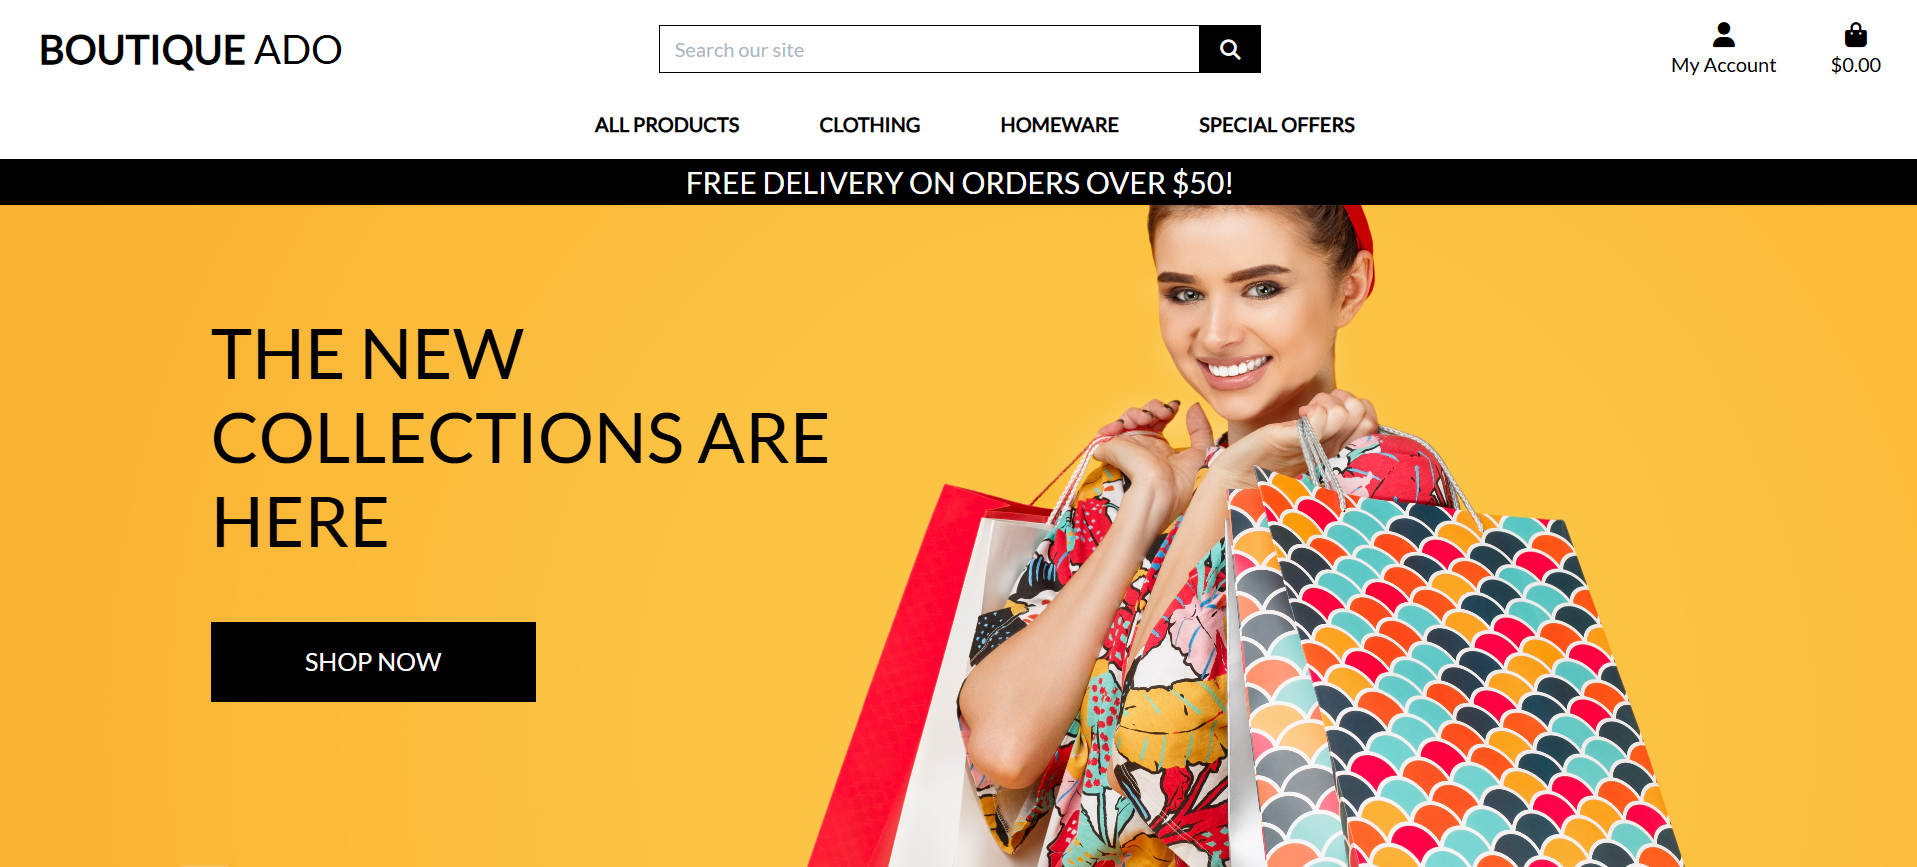 BOUTIQUE ADO
Search our site
My Account
$0.00
ALL PRODUCTS
CLOTHING
HOMEWARE
SPECIAL OFFERS
FREE DELIVERY ON ORDERS OVER $50!
THE NEW
COLLECTIONS ARE
HERE
SHOP NOW